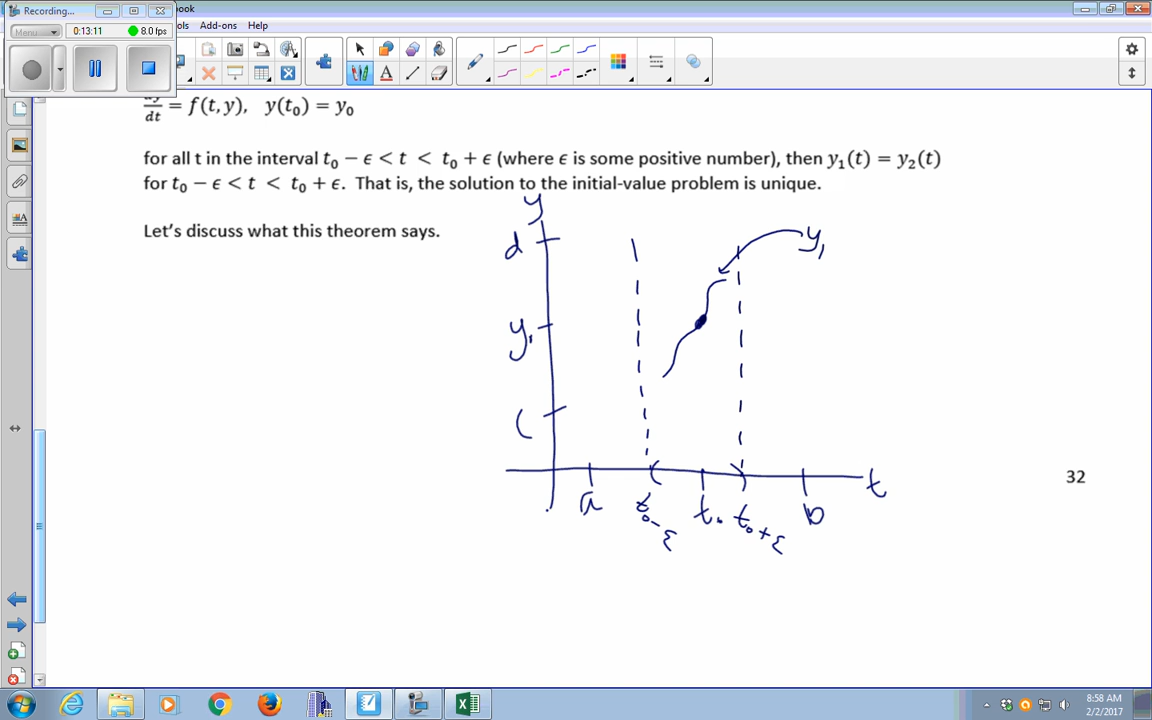 Recording...
book
Menu
0:13:11
8.0 fps
ols Add-ons Help
dy/dt = f(t, y), y(t₀) = y₀
for all t in the interval t₀ − ϵ < t < t₀ + ϵ (where ϵ is some positive number), then y₁(t) = y₂(t)
for t₀ − ϵ < t < t₀ + ϵ. That is, the solution to the initial-value problem is unique.
Let's discuss what this theorem says.
y
d
y₁
y₁
c
t
a
t₀-ε
t₀
t₀+ε
b
32
8:58 AM
2/2/2017